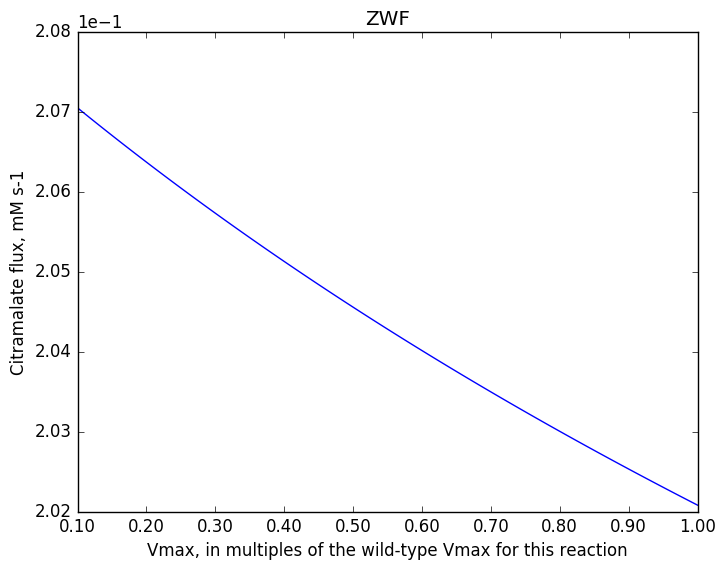 ZWF
1e−1
2.08
2.07
2.06
2.05
2.04
2.03
2.02
Citramalate flux, mM s-1
0.10 0.20 0.30 0.40 0.50 0.60 0.70 0.80 0.90 1.00
Vmax, in multiples of the wild-type Vmax for this reaction